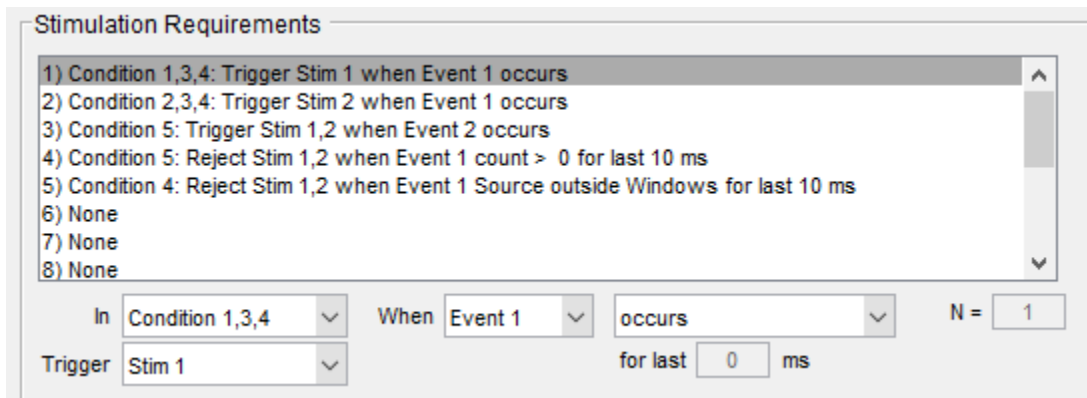 Stimulation Requirements
1) Condition 1,3,4: Trigger Stim 1 when Event 1 occurs
2) Condition 2,3,4: Trigger Stim 2 when Event 1 occurs
3) Condition 5: Trigger Stim 1,2 when Event 2 occurs
4) Condition 5: Reject Stim 1,2 when Event 1 count > 0 for last 10 ms
5) Condition 4: Reject Stim 1,2 when Event 1 Source outside Windows for last 10 ms
6) None
7) None
8) None
In Condition 1,3,4 When Event 1 occurs N = 1
Trigger Stim 1 for last 0 ms